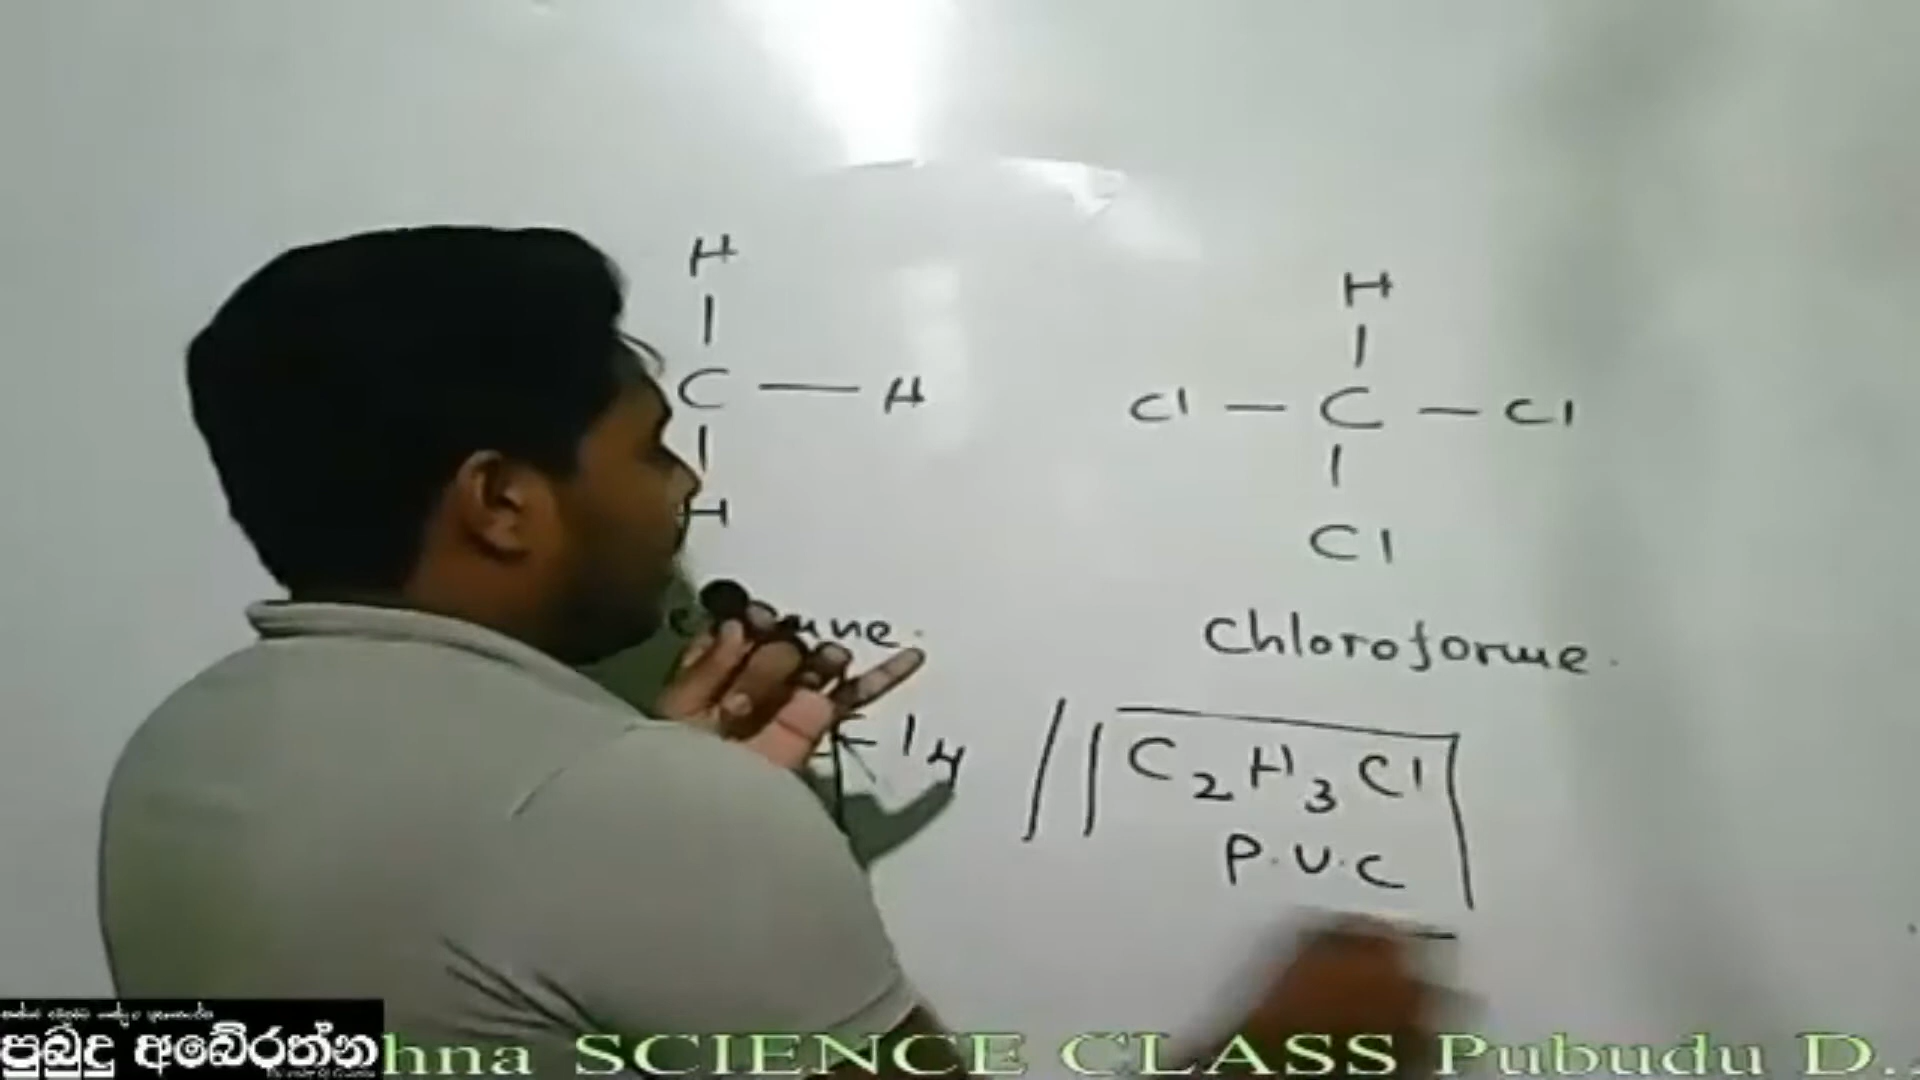 H
C — H
H
H
Cl — C — Cl
Cl
Chloroforme.
C2H3Cl
P.V.C
පුබුදු අබේරත්න
hna SCIENCE CLASS Pubudu D.